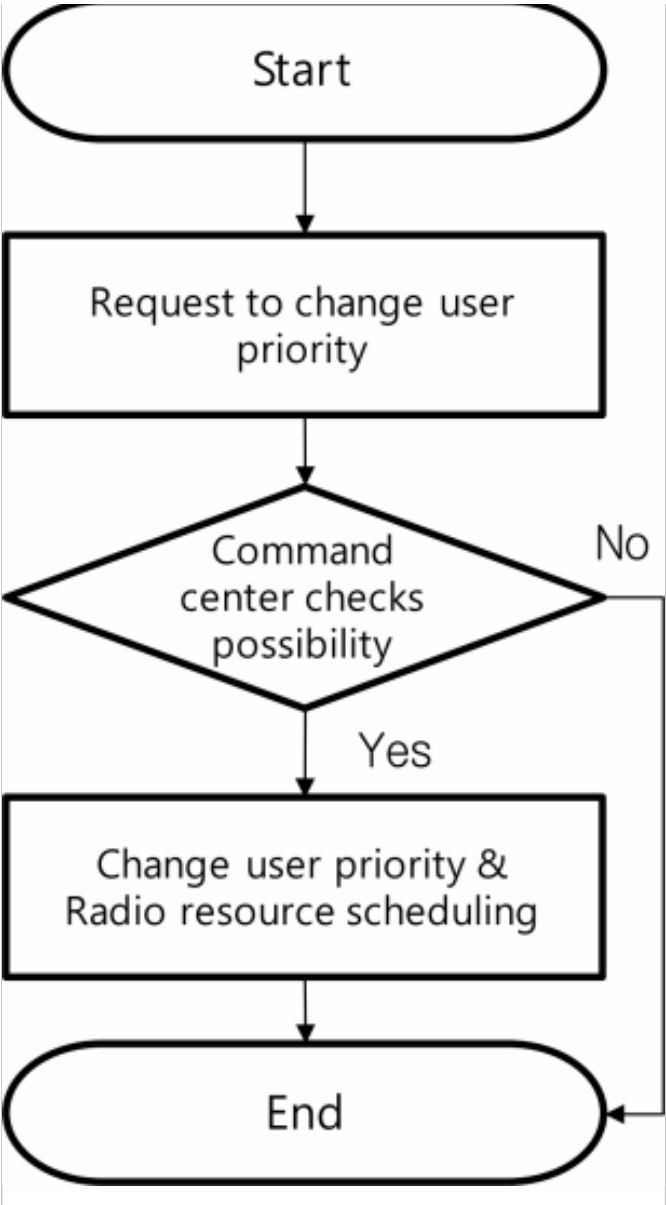 Start
Request to change user
priority
Command
center checks
possibility
No
Yes
Change user priority &
Radio resource scheduling
End